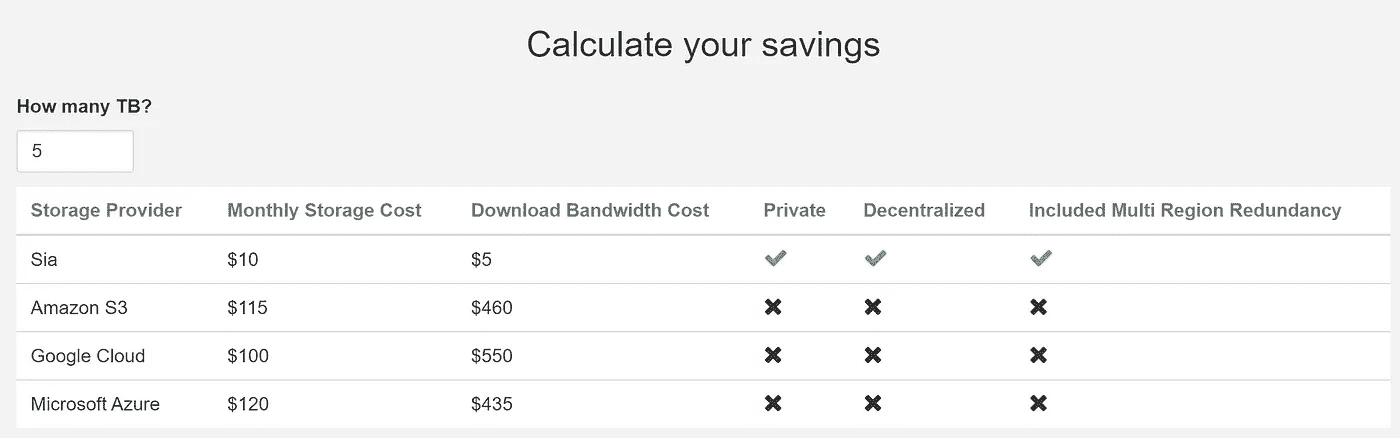 Calculate your savings
How many TB?
5
Storage Provider Monthly Storage Cost Download Bandwidth Cost Private Decentralized Included Multi Region Redundancy
Sia $10 $5 ✔ ✔ ✔
Amazon S3 $115 $460 ✖ ✖ ✖
Google Cloud $100 $550 ✖ ✖ ✖
Microsoft Azure $120 $435 ✖ ✖ ✖